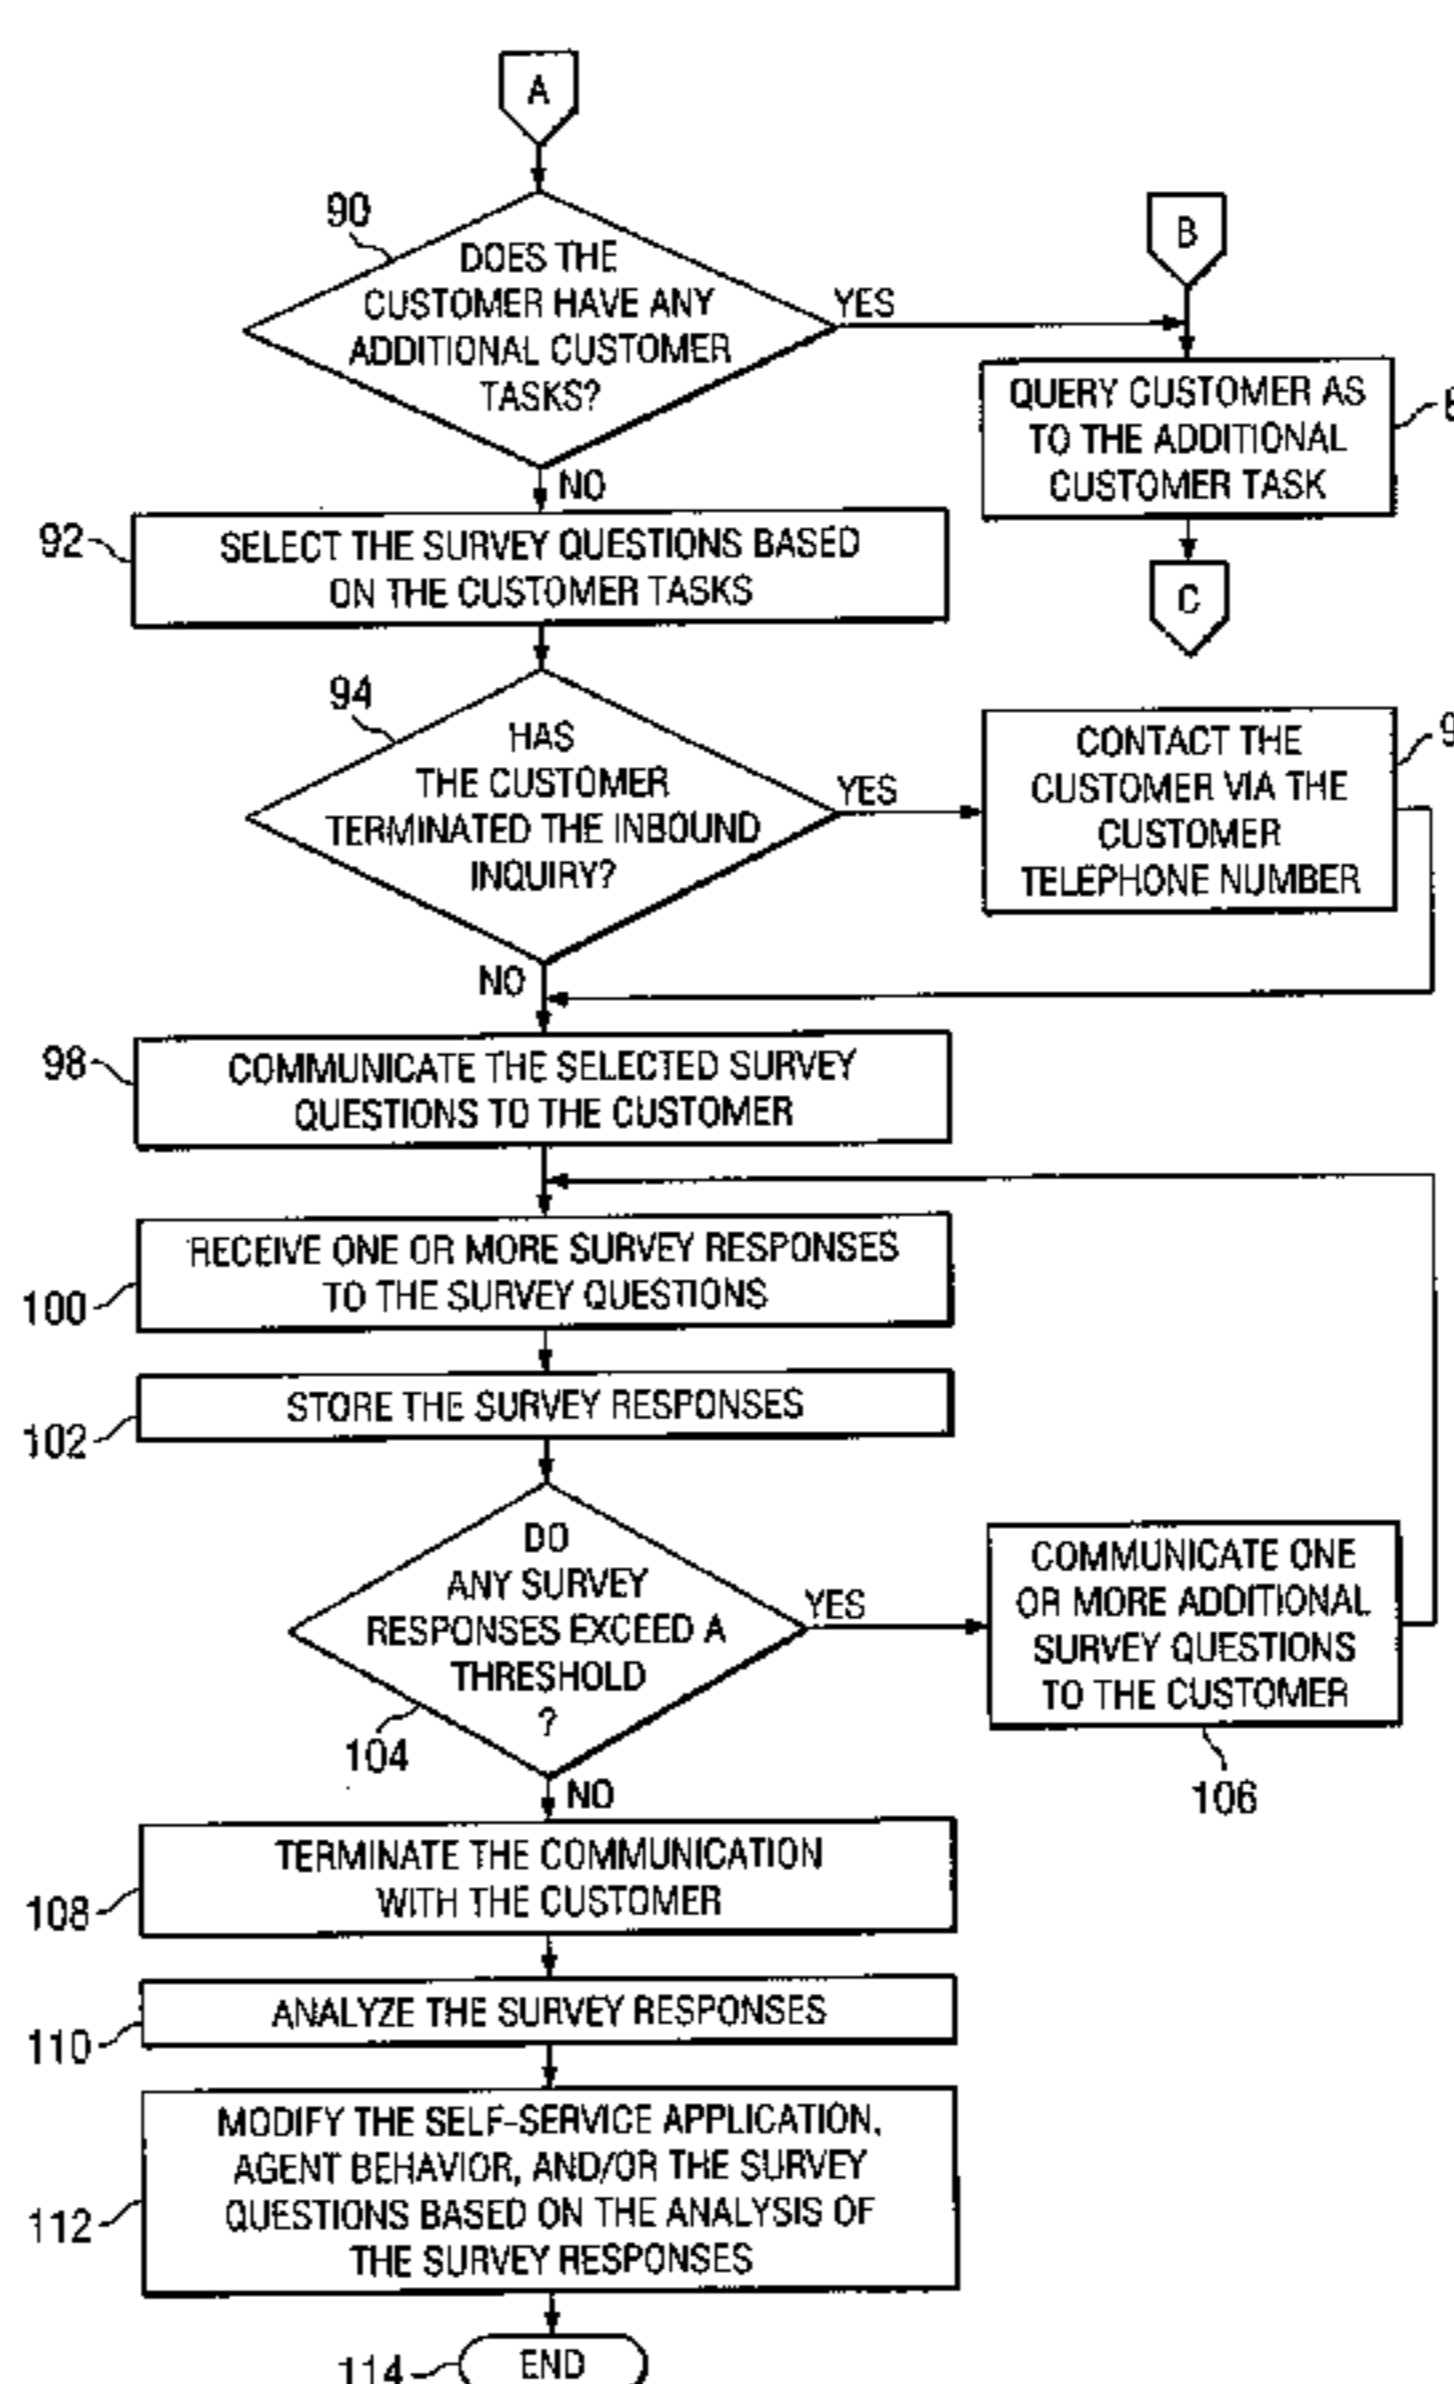 A
90
DOES THE
CUSTOMER HAVE ANY
ADDITIONAL CUSTOMER
TASKS?
YES
B
QUERY CUSTOMER AS
TO THE ADDITIONAL
CUSTOMER TASK
C
NO
92
SELECT THE SURVEY QUESTIONS BASED
ON THE CUSTOMER TASKS
94
HAS
THE CUSTOMER
TERMINATED THE INBOUND
INQUIRY?
YES
CONTACT THE
CUSTOMER VIA THE
CUSTOMER
TELEPHONE NUMBER
NO
98
COMMUNICATE THE SELECTED SURVEY
QUESTIONS TO THE CUSTOMER
100
RECEIVE ONE OR MORE SURVEY RESPONSES
TO THE SURVEY QUESTIONS
102
STORE THE SURVEY RESPONSES
DO
ANY SURVEY
RESPONSES EXCEED A
THRESHOLD
?
104
YES
COMMUNICATE ONE
OR MORE ADDITIONAL
SURVEY QUESTIONS
TO THE CUSTOMER
106
NO
108
TERMINATE THE COMMUNICATION
WITH THE CUSTOMER
110
ANALYZE THE SURVEY RESPONSES
112
MODIFY THE SELF-SERVICE APPLICATION,
AGENT BEHAVIOR, AND/OR THE SURVEY
QUESTIONS BASED ON THE ANALYSIS OF
THE SURVEY RESPONSES
114
END